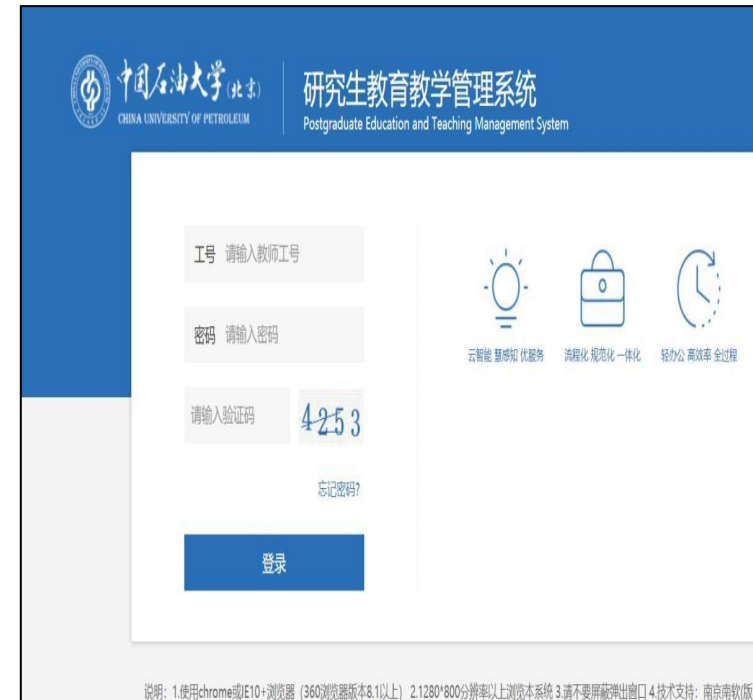 中国石油大学(北京)
CHINA UNIVERSITY OF PETROLEUM
研究生教育教学管理系统
Postgraduate Education and Teaching Management System
工号 请输入教师工号
密码 请输入密码
请输入验证码 4253
忘记密码?
登录
云智能 慧感知 优服务
流程化 规范化 一体化
轻办公 高效率 全过程
说明: 1.使用chrome或IE10+浏览器 (360浏览器版本8.1以上) 2.1280*800分辨率以上浏览本系统 3.请不要屏蔽弹出窗口 4.技术支持: 南京南软(版